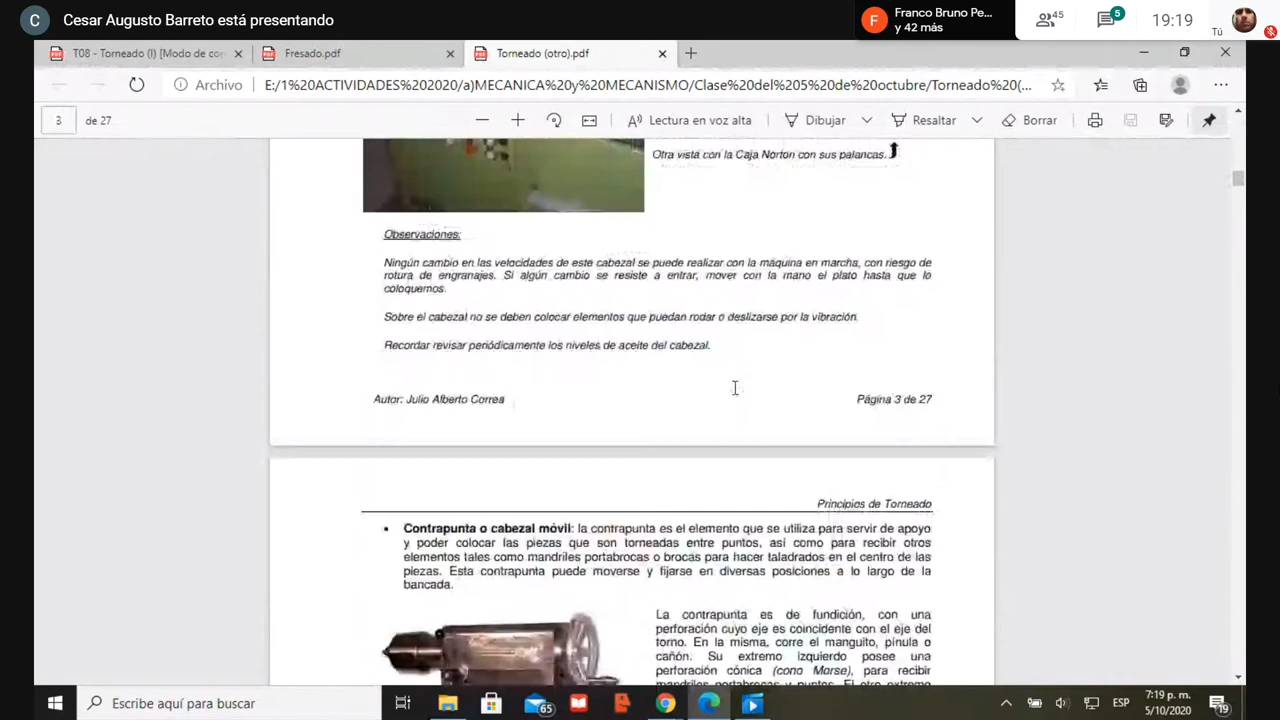 C Cesar Augusto Barreto está presentando
F Franco Bruno Pe...
y 42 más
45
5
19:19
Tú
T08 - Torneado (I) [Modo de con
Fresado.pdf
Torneado (otro).pdf
Archivo
E:/1%20ACTIVIDADES%202020/a)MECANICA%20y%20MECANISMO/Clase%20del%205%20de%20octubre/Torneado%20(...
3 de 27
Lectura en voz alta
Dibujar
Resaltar
Borrar
Otra vista con la Caja Norton con sus palancas.
Observaciones:
Ningún cambio en las velocidades de este cabezal se puede realizar con la máquina en marcha, con riesgo de
rotura de engranajes. Si algún cambio se resiste a entrar, mover con la mano el plato hasta que lo
coloquemos.
Sobre el cabezal no se deben colocar elementos que puedan rodar o deslizarse por la vibración.
Recordar revisar periódicamente los niveles de aceite del cabezal.
Autor: Julio Alberto Correa
Página 3 de 27
Principios de Torneado
• Contrapunta o cabezal móvil: la contrapunta es el elemento que se utiliza para servir de apoyo
y poder colocar las piezas que son torneadas entre puntos, así como para recibir otros
elementos tales como mandriles portabrocas o brocas para hacer taladrados en el centro de las
piezas. Esta contrapunta puede moverse y fijarse en diversas posiciones a lo largo de la
bancada.
La contrapunta es de fundición, con una
perforación cuyo eje es coincidente con el eje del
torno. En la misma, corre el manguito, pínula o
cañón. Su extremo izquierdo posee una
perforación cónica (cono Morse), para recibir
mandriles portabrocas y puntos. El otro extremo
Escribe aquí para buscar
65
ESP
7:19 p. m.
5/10/2020
19